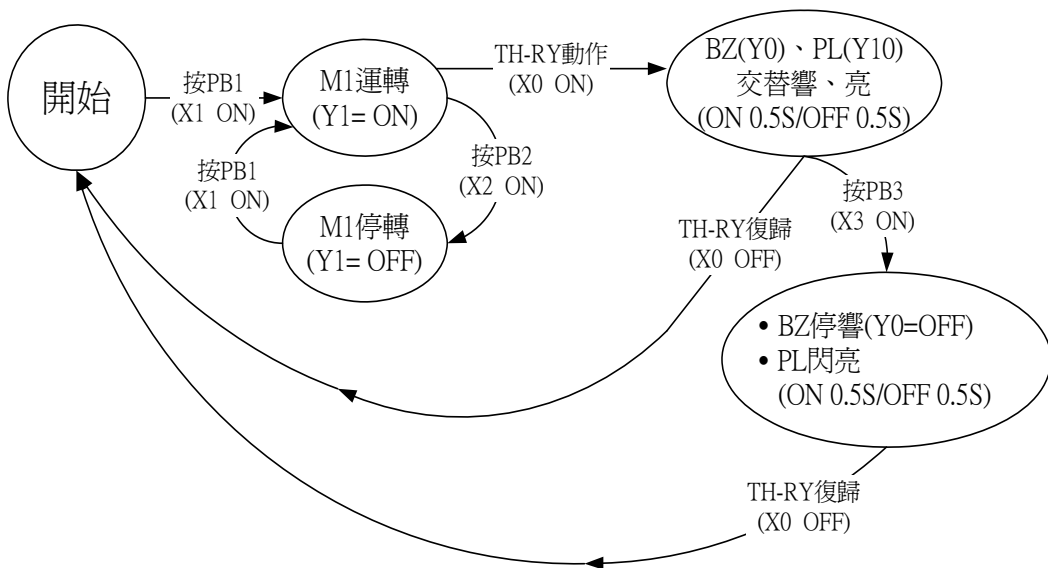 開始
按PB1
(X1 ON)
M1運轉
(Y1= ON)
TH-RY動作
(X0 ON)
BZ(Y0)、PL(Y10)
交替響、亮
(ON 0.5S/OFF 0.5S)
按PB1
(X1 ON)
按PB2
(X2 ON)
M1停轉
(Y1= OFF)
TH-RY復歸
(X0 OFF)
按PB3
(X3 ON)
• BZ停響(Y0=OFF)
• PL閃亮
(ON 0.5S/OFF 0.5S)
TH-RY復歸
(X0 OFF)